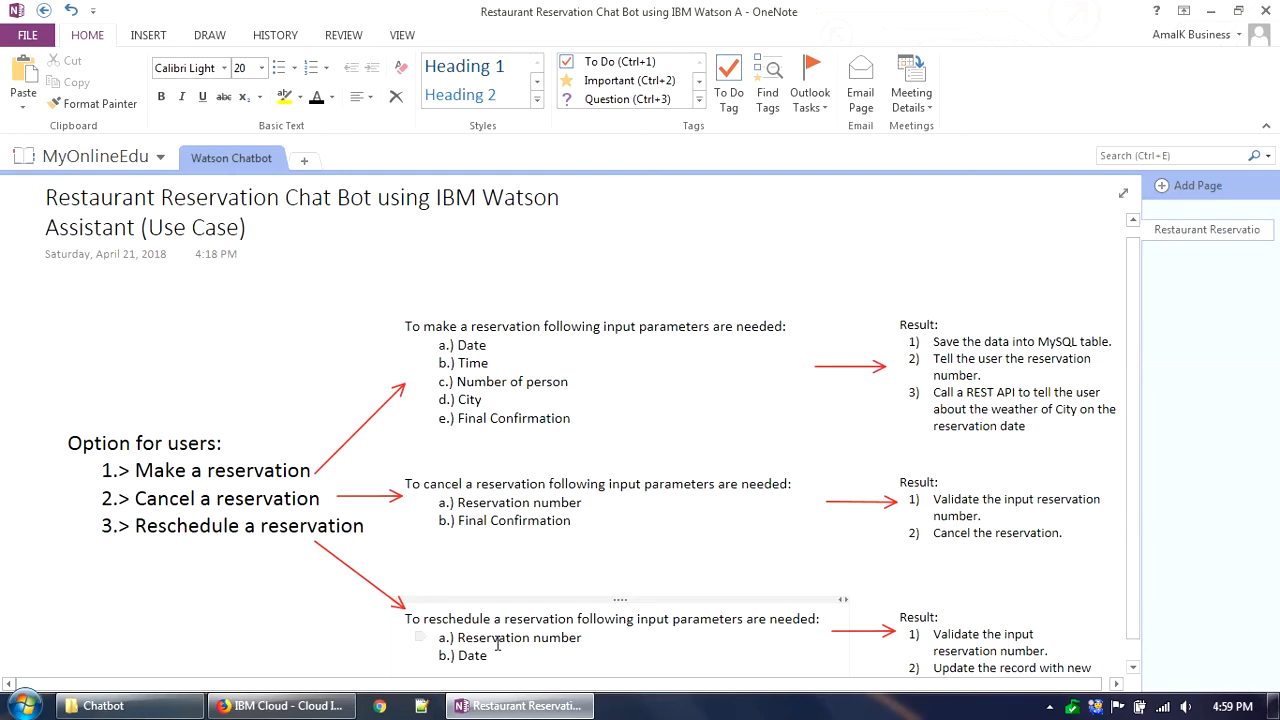 Restaurant Reservation Chat Bot using IBM Watson A - OneNote
FILE
HOME
INSERT
DRAW
HISTORY
REVIEW
VIEW
AmalK Business
Paste
Cut
Copy
Format Painter
Clipboard
Calibri Light
20
B I U abc x₂ A
Basic Text
Heading 1
Heading 2
Styles
To Do (Ctrl+1)
Important (Ctrl+2)
Question (Ctrl+3)
To Do
Tag
Find
Tags
Outlook
Tasks
Tags
Email
Page
Email
Meeting
Details
Meetings
MyOnlineEdu
Watson Chatbot
Search (Ctrl+E)
Add Page
Restaurant Reservatio
Restaurant Reservation Chat Bot using IBM Watson
Assistant (Use Case)
Saturday, April 21, 2018 4:18 PM
Option for users:
1.> Make a reservation
2.> Cancel a reservation
3.> Reschedule a reservation
To make a reservation following input parameters are needed:
a.) Date
b.) Time
c.) Number of person
d.) City
e.) Final Confirmation
Result:
1) Save the data into MySQL table.
2) Tell the user the reservation
number.
3) Call a REST API to tell the user
about the weather of City on the
reservation date
To cancel a reservation following input parameters are needed:
a.) Reservation number
b.) Final Confirmation
Result:
1) Validate the input reservation
number.
2) Cancel the reservation.
To reschedule a reservation following input parameters are needed:
a.) Reservation number
b.) Date
Result:
1) Validate the input
reservation number.
2) Update the record with new
Chatbot
IBM Cloud - Cloud I...
Restaurant Reservati...
4:59 PM